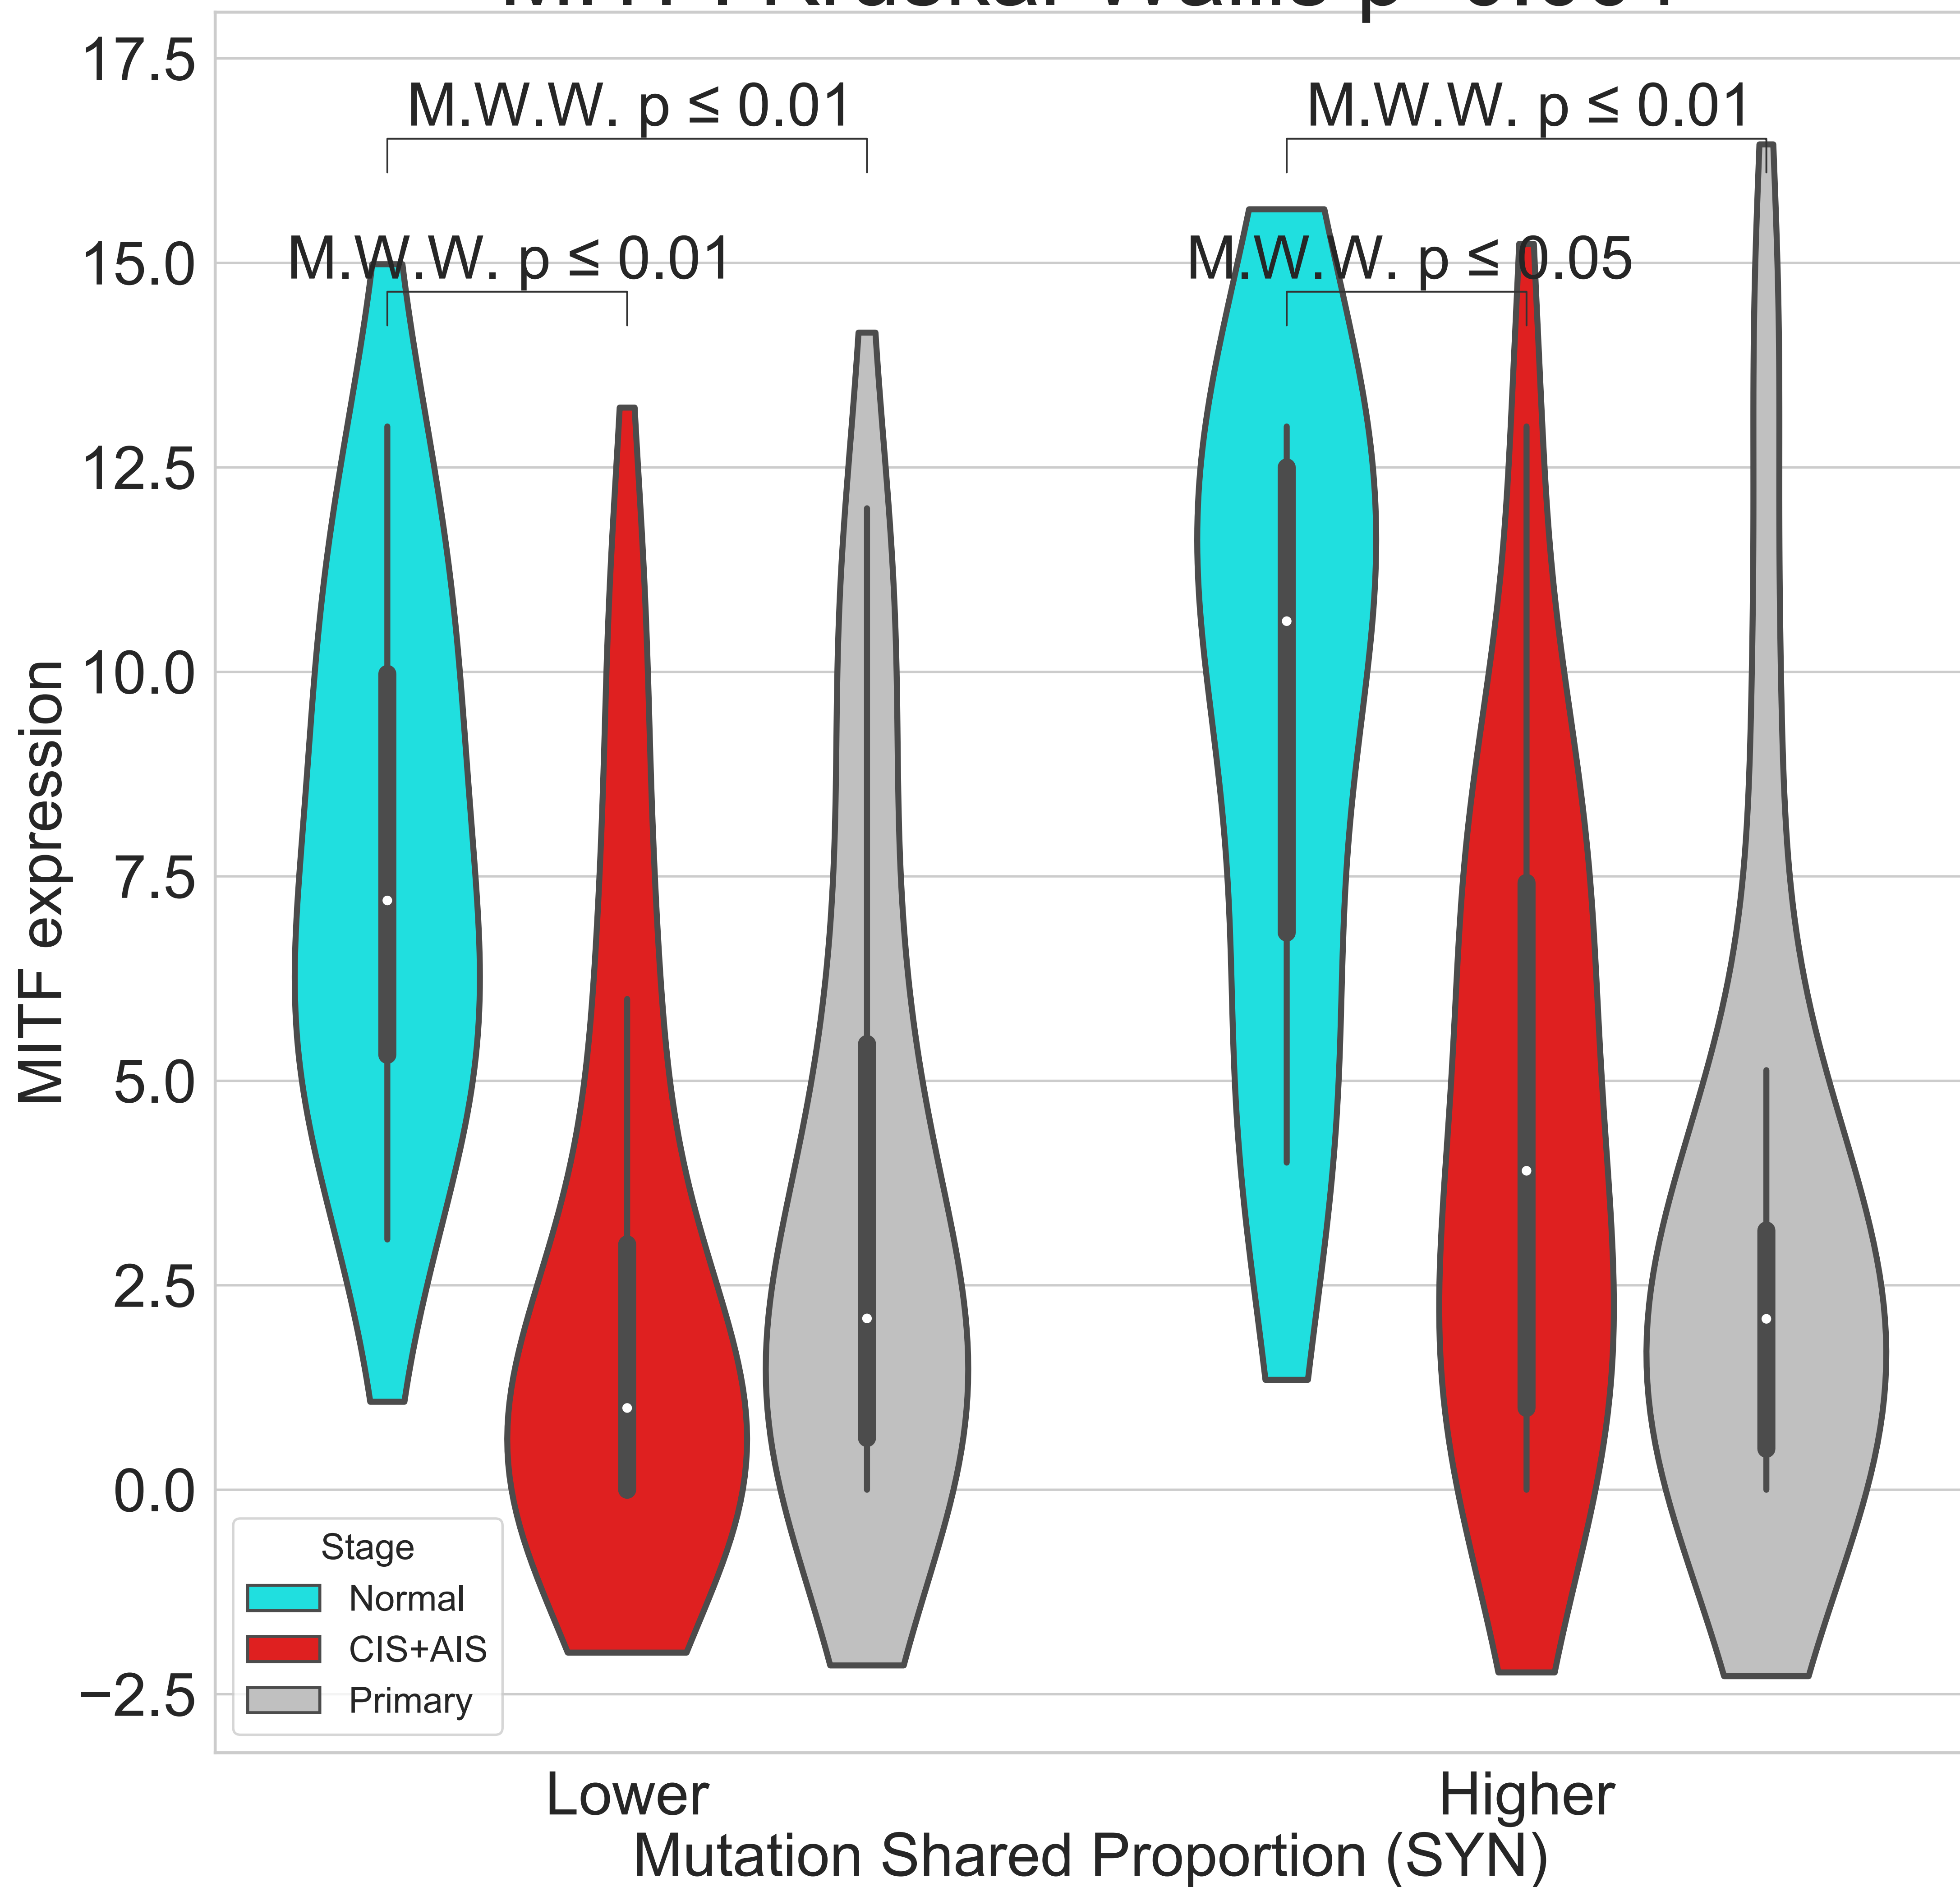 17.5
M.W.W. p ≤ 0.01
M.W.W. p ≤ 0.01
15.0
M.W.W. p ≤ 0.01
M.W.W. p ≤ 0.05
12.5
10.0
7.5
5.0
2.5
0.0
−2.5
MITF expression
Stage
Normal
CIS+AIS
Primary
Lower
Higher
Mutation Shared Proportion (SYN)